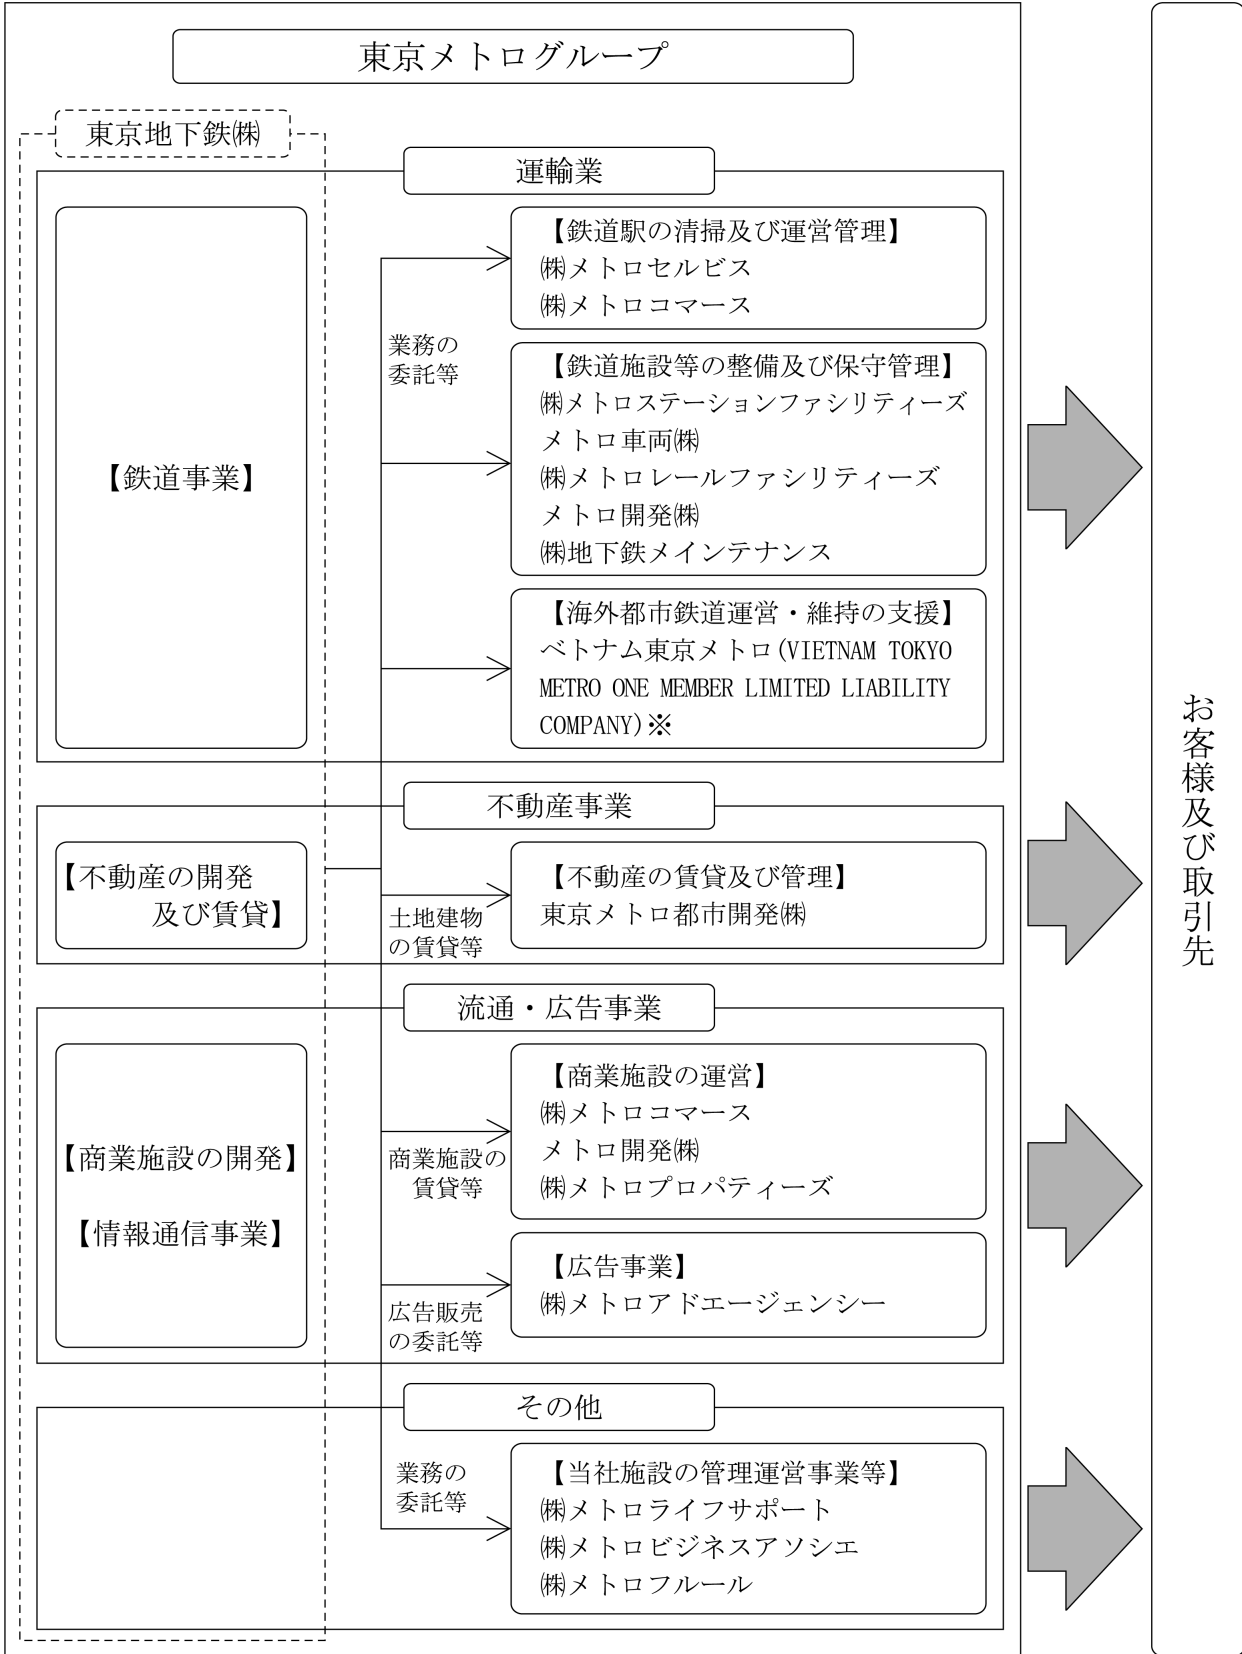 東京メトログループ
東京地下鉄㈱
運輸業
【鉄道事業】
業務の
委託等
【鉄道駅の清掃及び運営管理】
㈱メトロセルビス
㈱メトロコマース
【鉄道施設等の整備及び保守管理】
㈱メトロステーションファシリティーズ
メトロ車両㈱
㈱メトロレールファシリティーズ
メトロ開発㈱
㈱地下鉄メインテナンス
【海外都市鉄道運営・維持の支援】
ベトナム東京メトロ(VIETNAM TOKYO
METRO ONE MEMBER LIMITED LIABILITY
COMPANY)※
不動産事業
【不動産の開発
及び賃貸】
土地建物
の賃貸等
【不動産の賃貸及び管理】
東京メトロ都市開発㈱
流通・広告事業
【商業施設の開発】
【情報通信事業】
商業施設の
賃貸等
【商業施設の運営】
㈱メトロコマース
メトロ開発㈱
㈱メトロプロパティーズ
広告販売
の委託等
【広告事業】
㈱メトロアドエージェンシー
その他
業務の
委託等
【当社施設の管理運営事業等】
㈱メトロライフサポート
㈱メトロビジネスアソシエ
㈱メトロフルール
お客様及び取引先